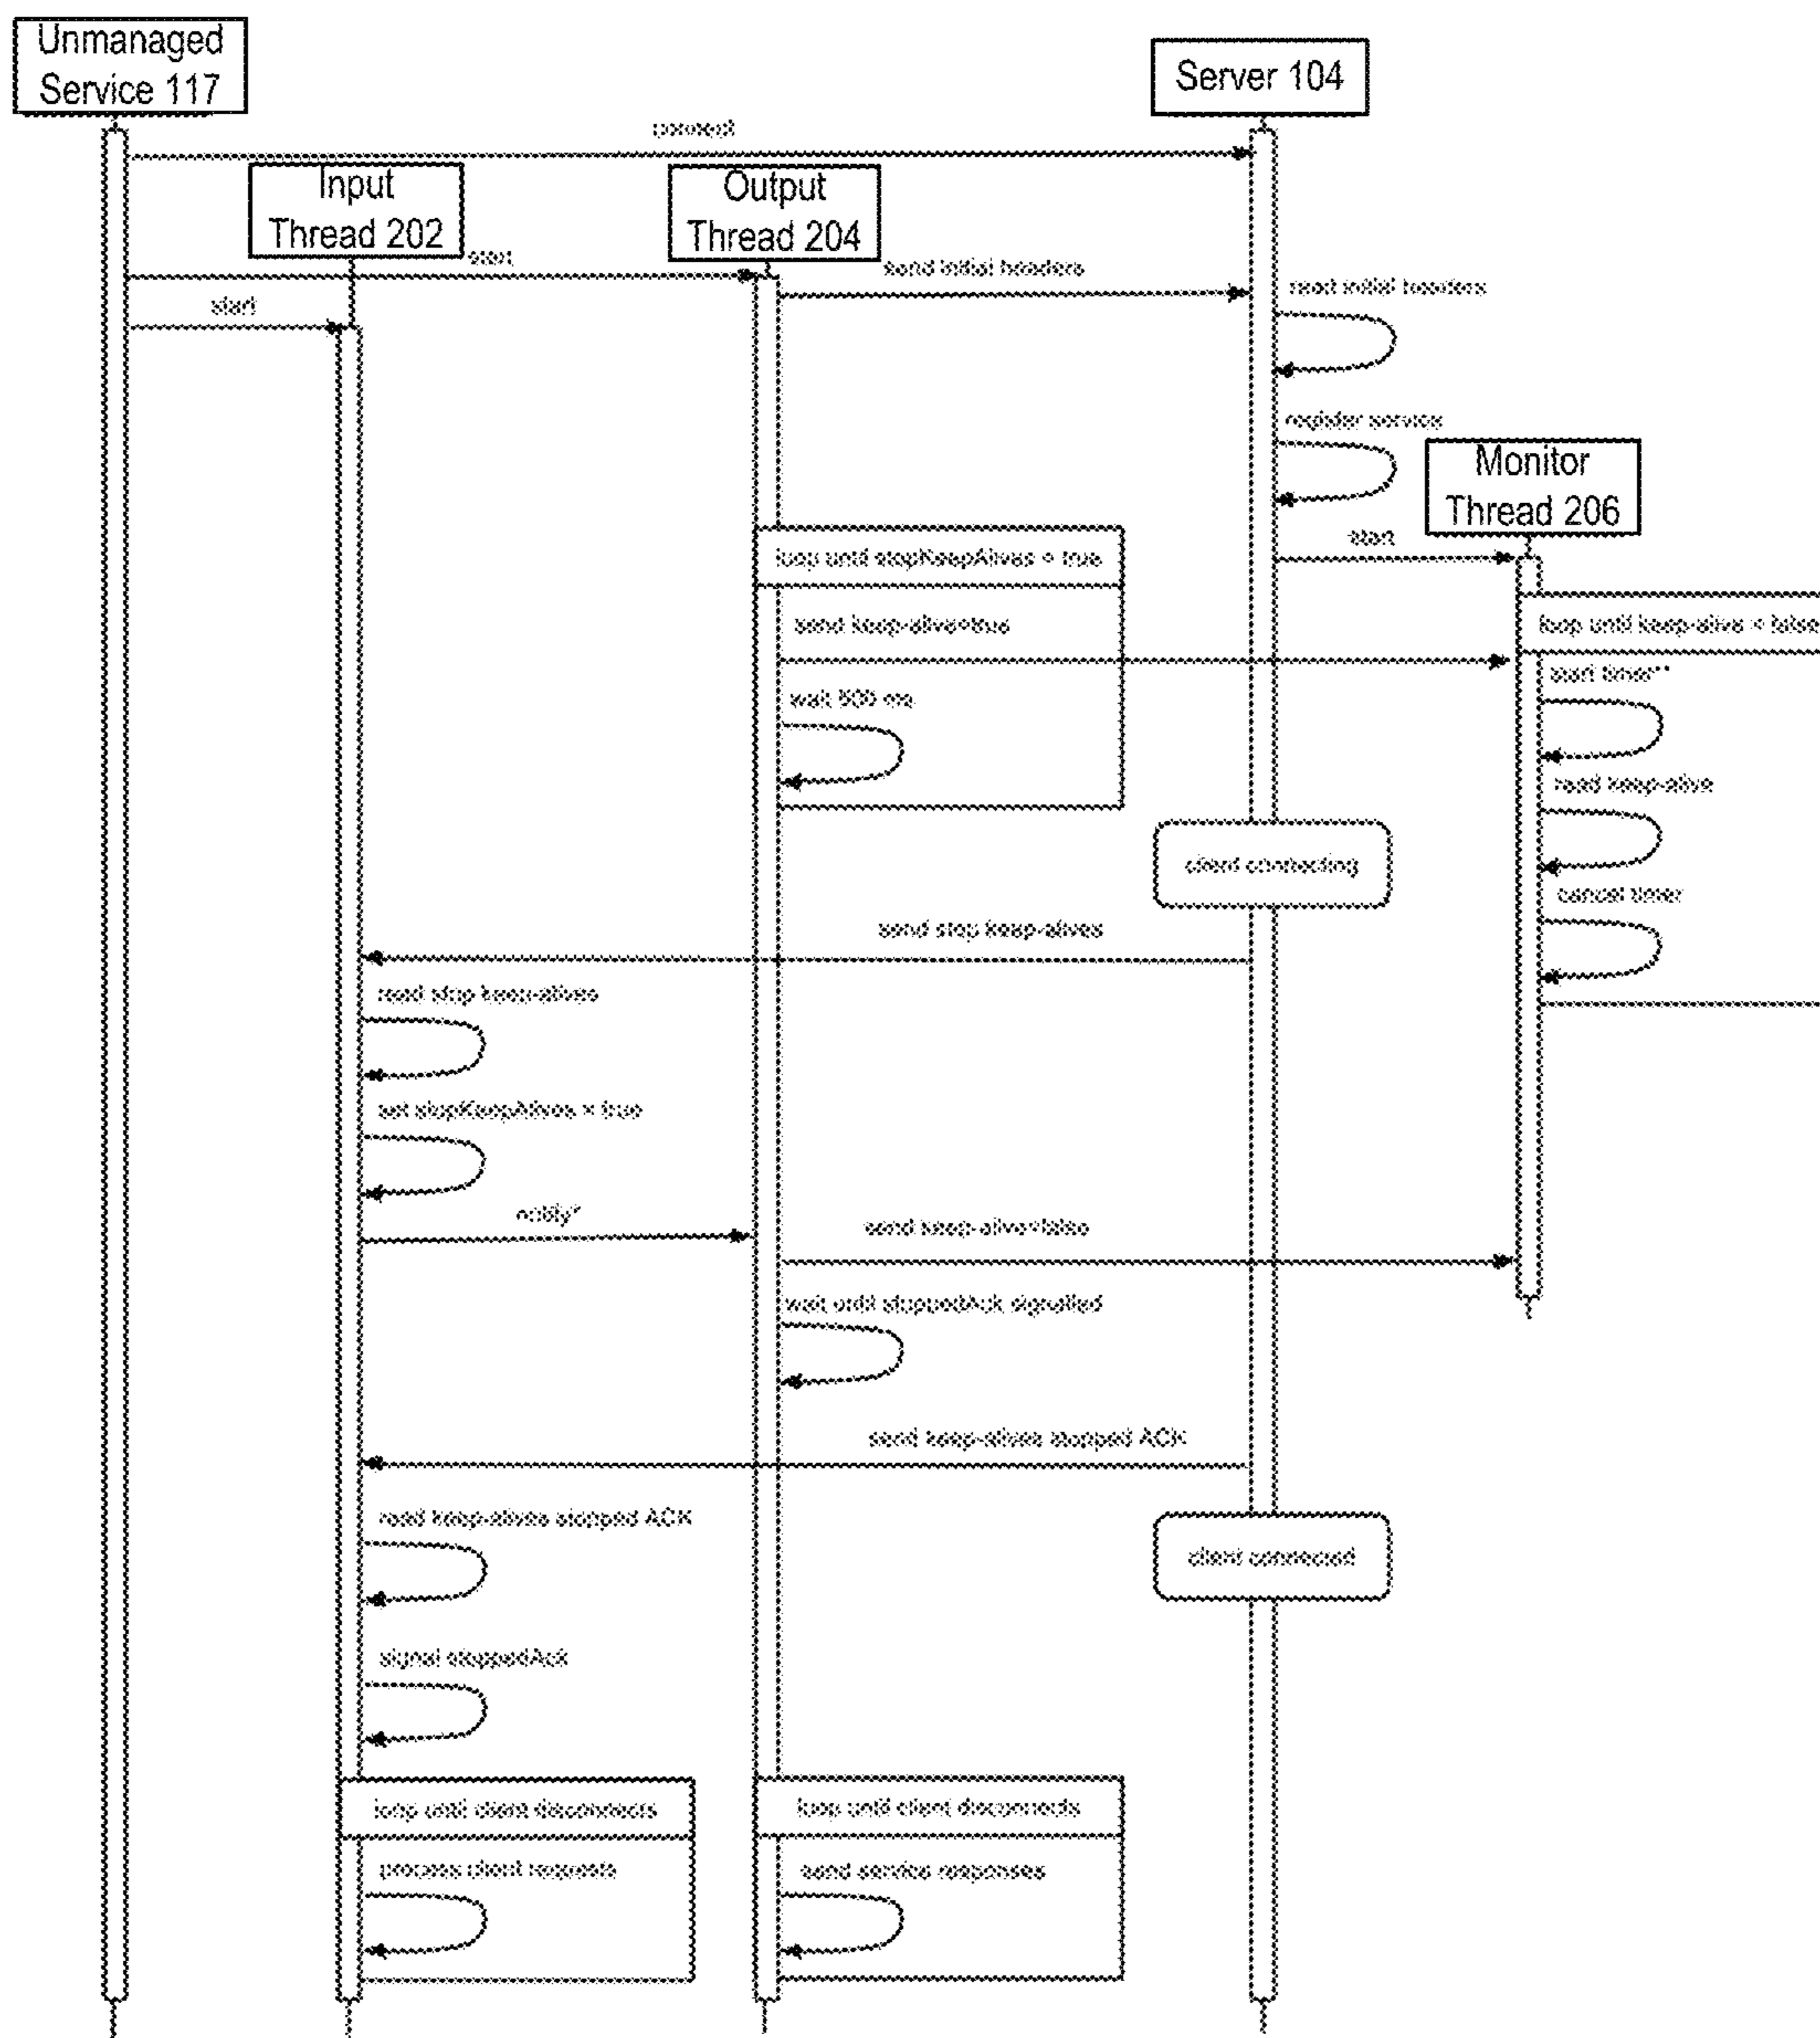 Unmanaged
Service 117
Server 104
connect
Input
Thread 202
Output
Thread 204
start
send initial headers
read initial headers
start
register service
Monitor
Thread 206
start
loop until stopKeepAlives = true
loop until keep-alive = false
send keep-alive=true
start timer**
wait 500 ms
read keep-alive
client connecting
cancel timer
send stop keep-alives
read stop keep-alives
set stopKeepAlives = true
notify*
send keep-alive=false
wait until stoppedAck signalled
send keep-alives stopped ACK
read keep-alives stopped ACK
client connected
signal stoppedAck
loop until client disconnects
loop until client disconnects
process client requests
send service responses